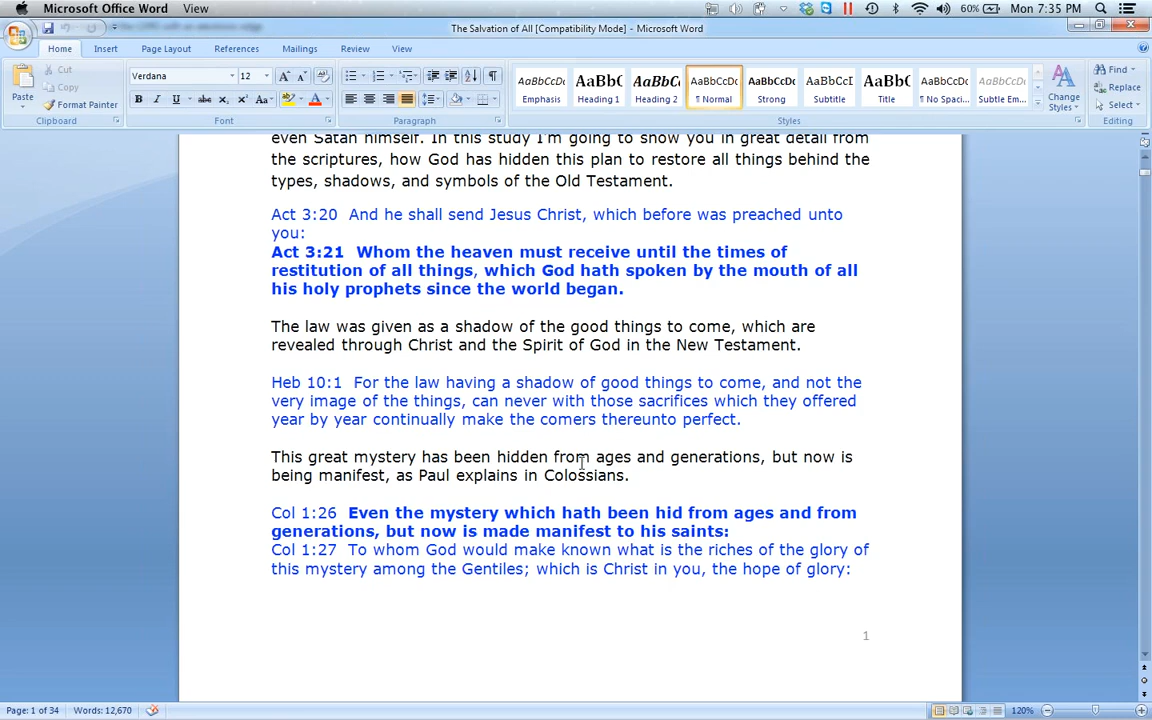 Microsoft Office Word View 60% Mon 7:35 PM
The Salvation of All [Compatibility Mode] - Microsoft Word
Home Insert Page Layout References Mailings Review View
Paste Cut Copy Format Painter
Clipboard
Verdana 12
Font
Paragraph
AaBbCcDc AaBb( AaBbCc AaBbCcDc AaBbCcDc AaBbCcI AaBb( AaBbCcDc AaBbCcDc
Emphasis Heading 1 Heading 2 ¶ Normal Strong Subtitle Title ¶ No Spaci... Subtle Em...
Styles
Change Styles
Find
Replace
Select
Editing
even Satan himself. In this study I'm going to show you in great detail from
the scriptures, how God has hidden this plan to restore all things behind the
types, shadows, and symbols of the Old Testament.
Act 3:20 And he shall send Jesus Christ, which before was preached unto
you:
Act 3:21 Whom the heaven must receive until the times of
restitution of all things, which God hath spoken by the mouth of all
his holy prophets since the world began.
The law was given as a shadow of the good things to come, which are
revealed through Christ and the Spirit of God in the New Testament.
Heb 10:1 For the law having a shadow of good things to come, and not the
very image of the things, can never with those sacrifices which they offered
year by year continually make the comers thereunto perfect.
This great mystery has been hidden from ages and generations, but now is
being manifest, as Paul explains in Colossians.
Col 1:26 Even the mystery which hath been hid from ages and from
generations, but now is made manifest to his saints:
Col 1:27 To whom God would make known what is the riches of the glory of
this mystery among the Gentiles; which is Christ in you, the hope of glory:
1
Page: 1 of 34 Words: 12,670 120%